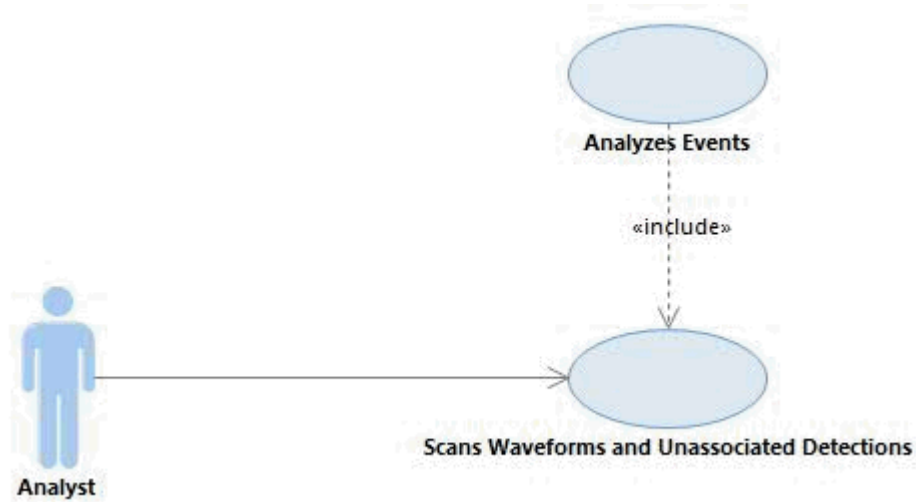 Analyzes Events
«include»
Scans Waveforms and Unassociated Detections
Analyst